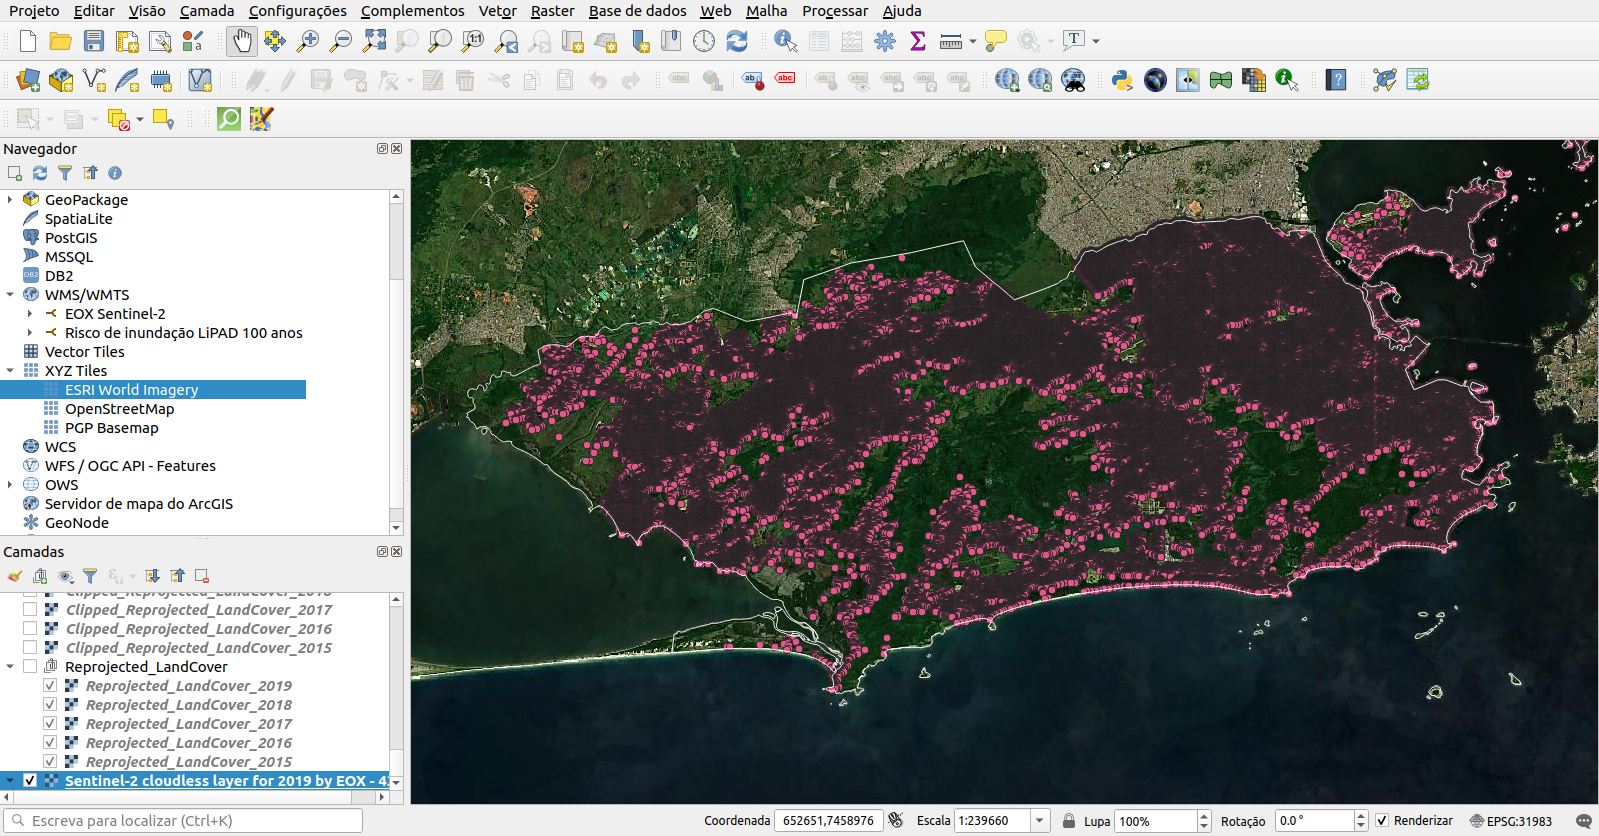 Projeto Editar Visão Camada Configurações Complementos Vetor Raster Base de dados Web Malha Processar Ajuda
Navegador
GeoPackage
SpatiaLite
PostGIS
MSSQL
DB2
WMS/WMTS
EOX Sentinel-2
Risco de inundação LiPAD 100 anos
Vector Tiles
XYZ Tiles
ESRI World Imagery
OpenStreetMap
PGP Basemap
WCS
WFS / OGC API - Features
OWS
Servidor de mapa do ArcGIS
GeoNode
Camadas
Clipped_Reprojected_LandCover_2018
Clipped_Reprojected_LandCover_2017
Clipped_Reprojected_LandCover_2016
Clipped_Reprojected_LandCover_2015
Reprojected_LandCover
Reprojected_LandCover_2019
Reprojected_LandCover_2018
Reprojected_LandCover_2017
Reprojected_LandCover_2016
Reprojected_LandCover_2015
Sentinel-2 cloudless layer for 2019 by EOX - 4
Escreva para localizar (Ctrl+K) Coordenada 652651,7458976 Escala 1:239660 Lupa 100% Rotação 0.0 ° Renderizar EPSG:31983